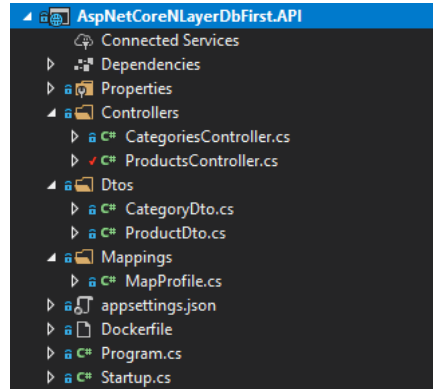 AspNetCoreNLayerDbFirst.API
Connected Services
Dependencies
Properties
Controllers
C# CategoriesController.cs
C# ProductsController.cs
Dtos
C# CategoryDto.cs
C# ProductDto.cs
Mappings
C# MapProfile.cs
appsettings.json
Dockerfile
C# Program.cs
C# Startup.cs